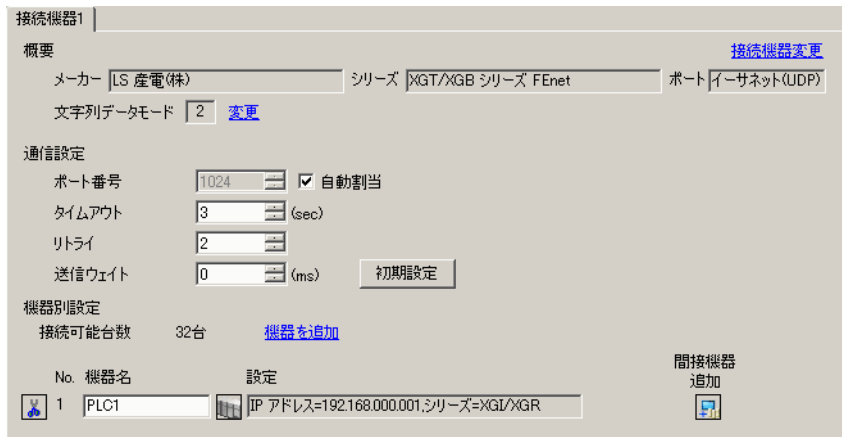 接続機器1
概要 接続機器変更
メーカー LS 産電(株) シリーズ XGT/XGB シリーズ FEnet ポート イーサネット(UDP)
文字列データモード 2 変更
通信設定
ポート番号 1024 自動割当
タイムアウト 3 (sec)
リトライ 2
送信ウェイト 0 (ms) 初期設定
機器別設定
接続可能台数 32台 機器を追加
間接機器
No. 機器名 設定 追加
1 PLC1 IP アドレス=192.168.000.001,シリーズ=XGI/XGR